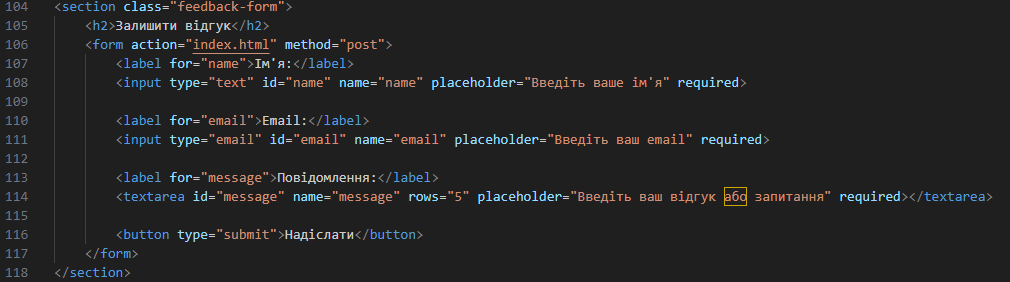 104 <section class="feedback-form">
105     <h2>Залишити відгук</h2>
106     <form action="index.html" method="post">
107         <label for="name">Ім'я:</label>
108         <input type="text" id="name" name="name" placeholder="Введіть ваше ім'я" required>
109
110         <label for="email">Email:</label>
111         <input type="email" id="email" name="email" placeholder="Введіть ваш email" required>
112
113         <label for="message">Повідомлення:</label>
114         <textarea id="message" name="message" rows="5" placeholder="Введіть ваш відгук або запитання" required></textarea>
115
116         <button type="submit">Надіслати</button>
117     </form>
118 </section>